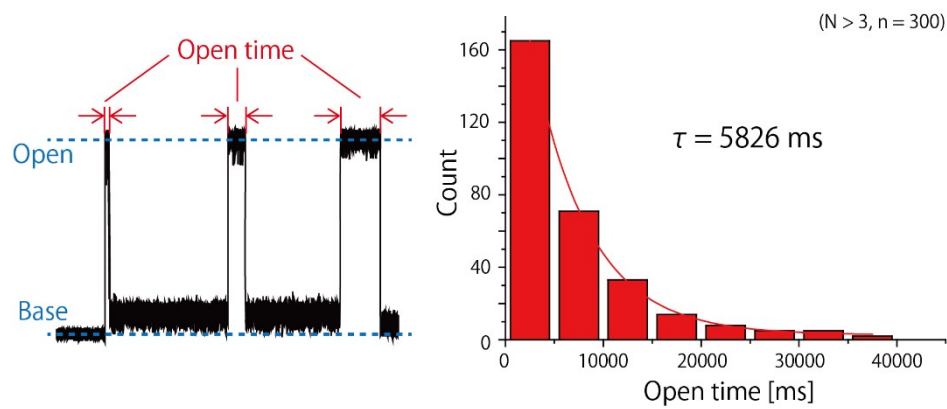 Open time
Open
Base
(N > 3, n = 300)
τ = 5826 ms
Count
160
120
80
40
0
0 10000 20000 30000 40000
Open time [ms]